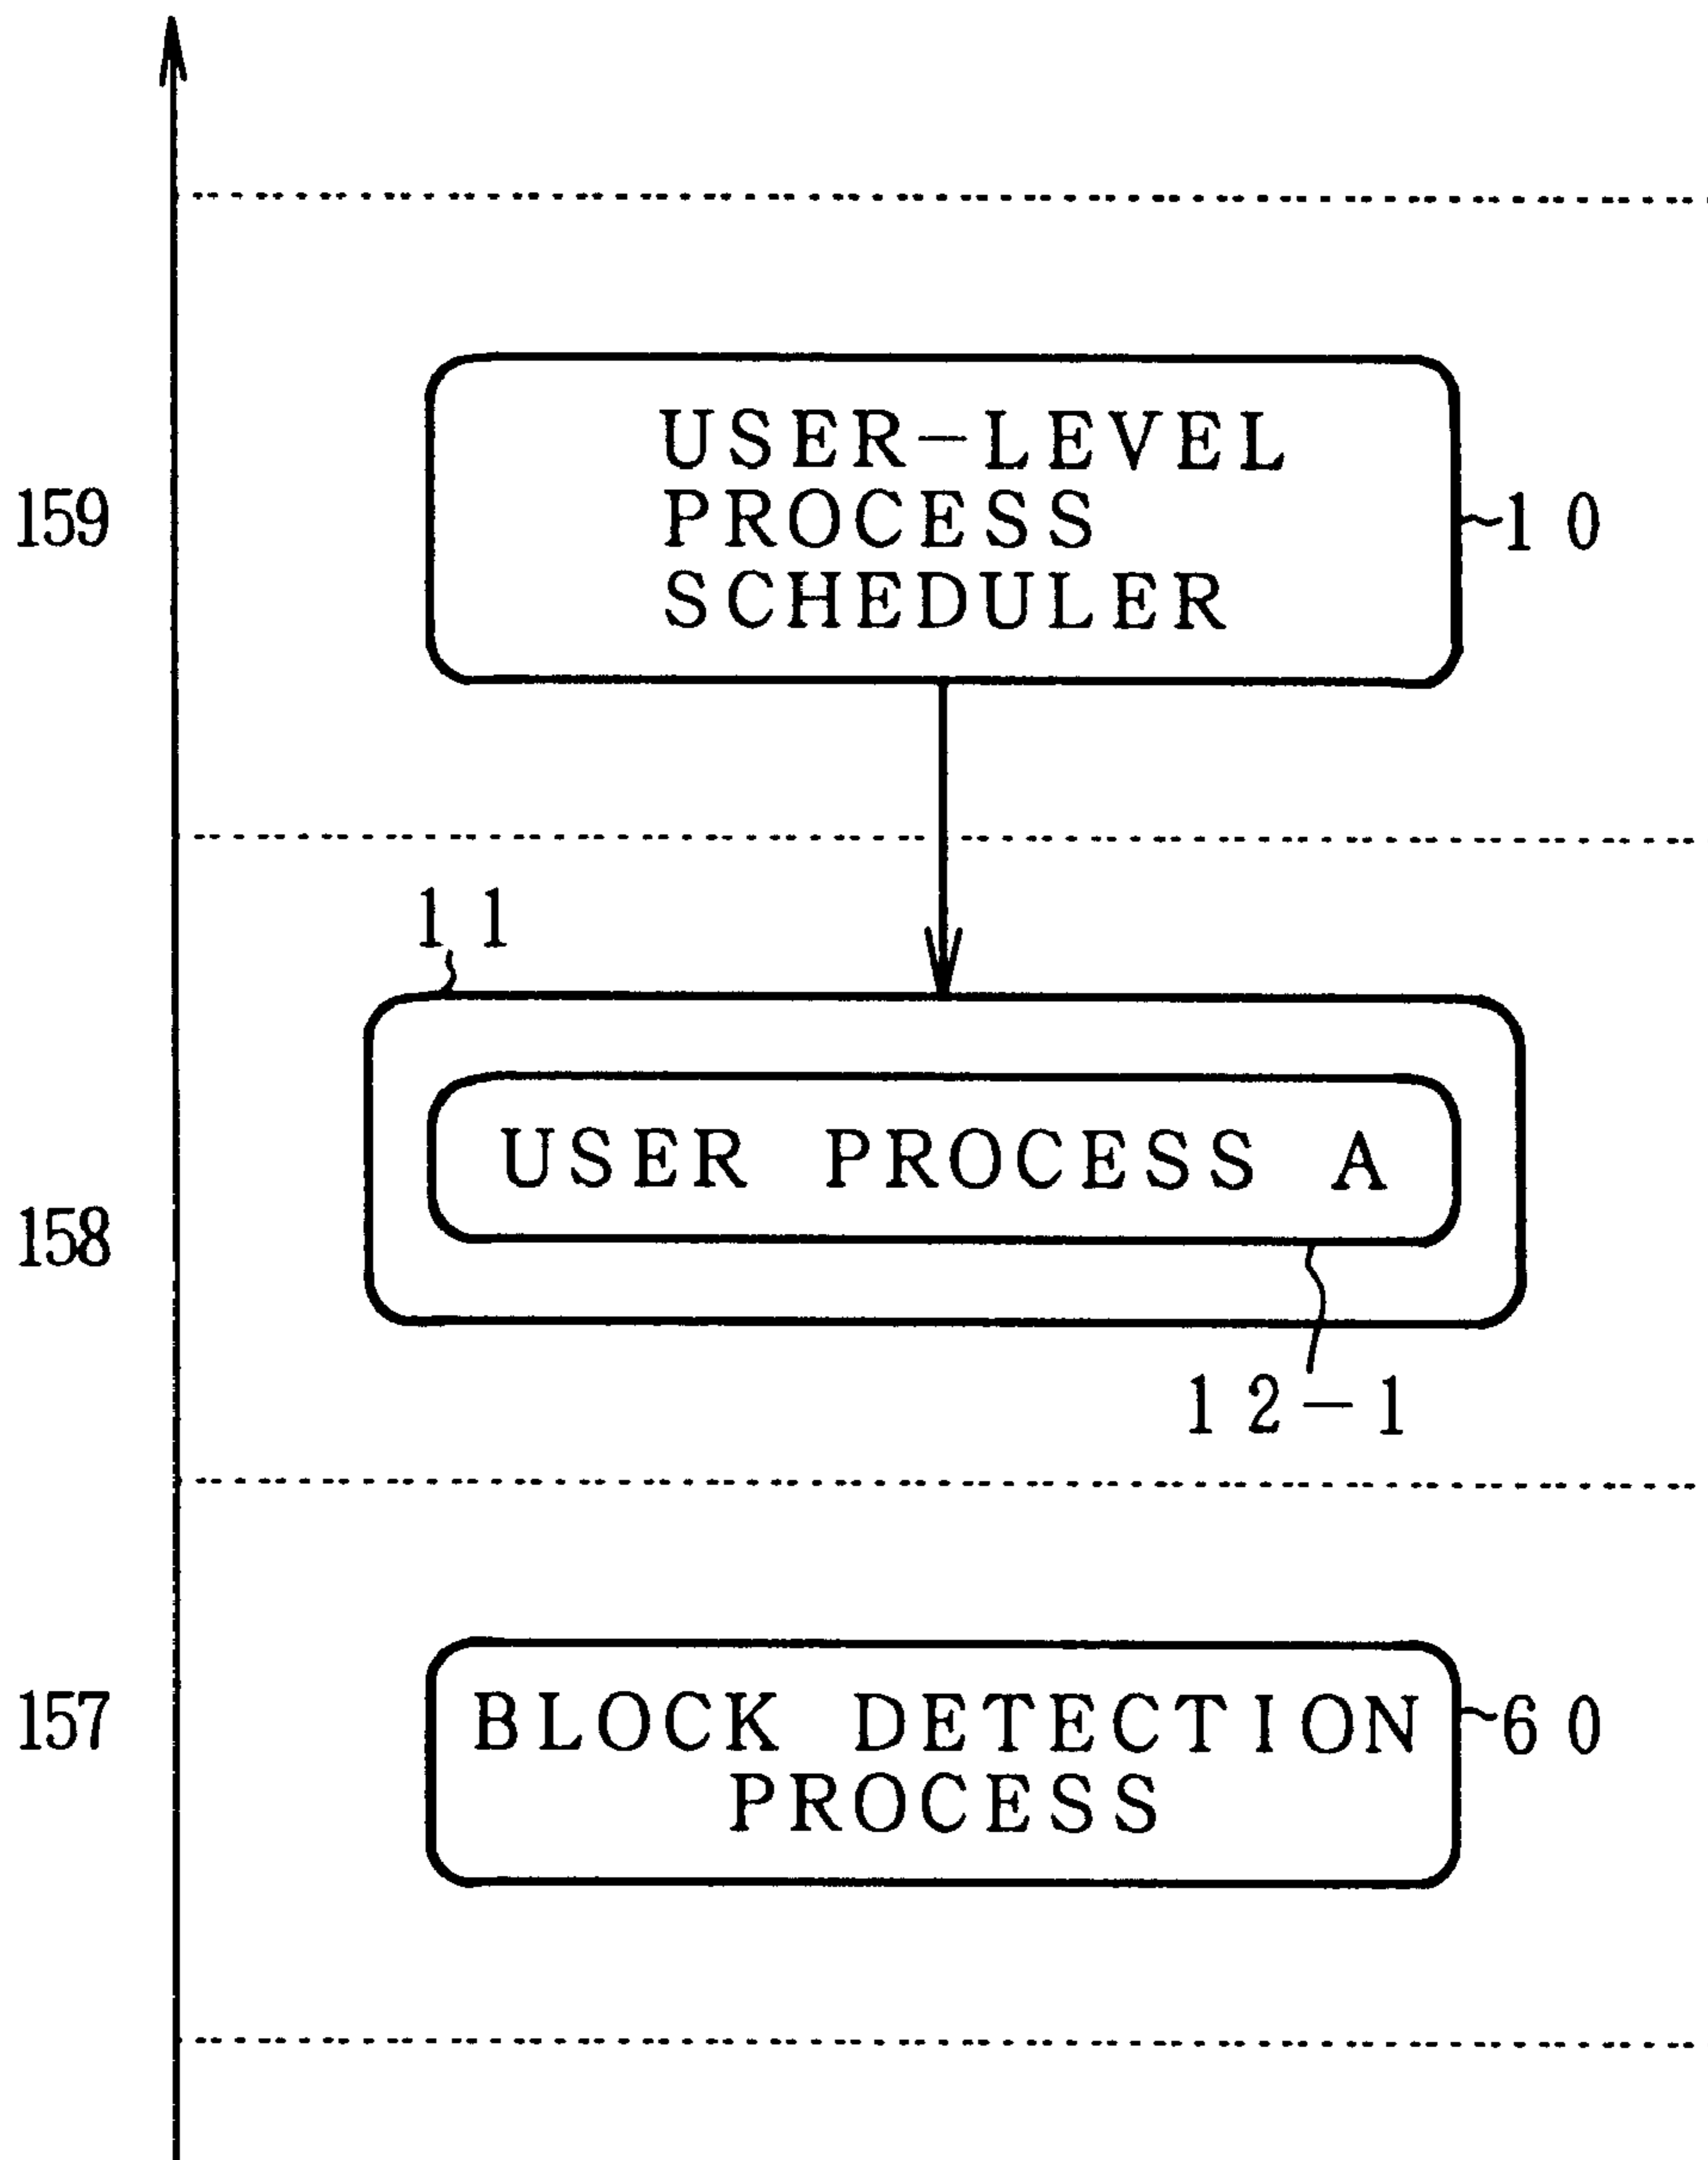 USER-LEVEL
PROCESS
SCHEDULER
159
10
11
USER PROCESS A
158
12-1
BLOCK DETECTION
PROCESS
157
60